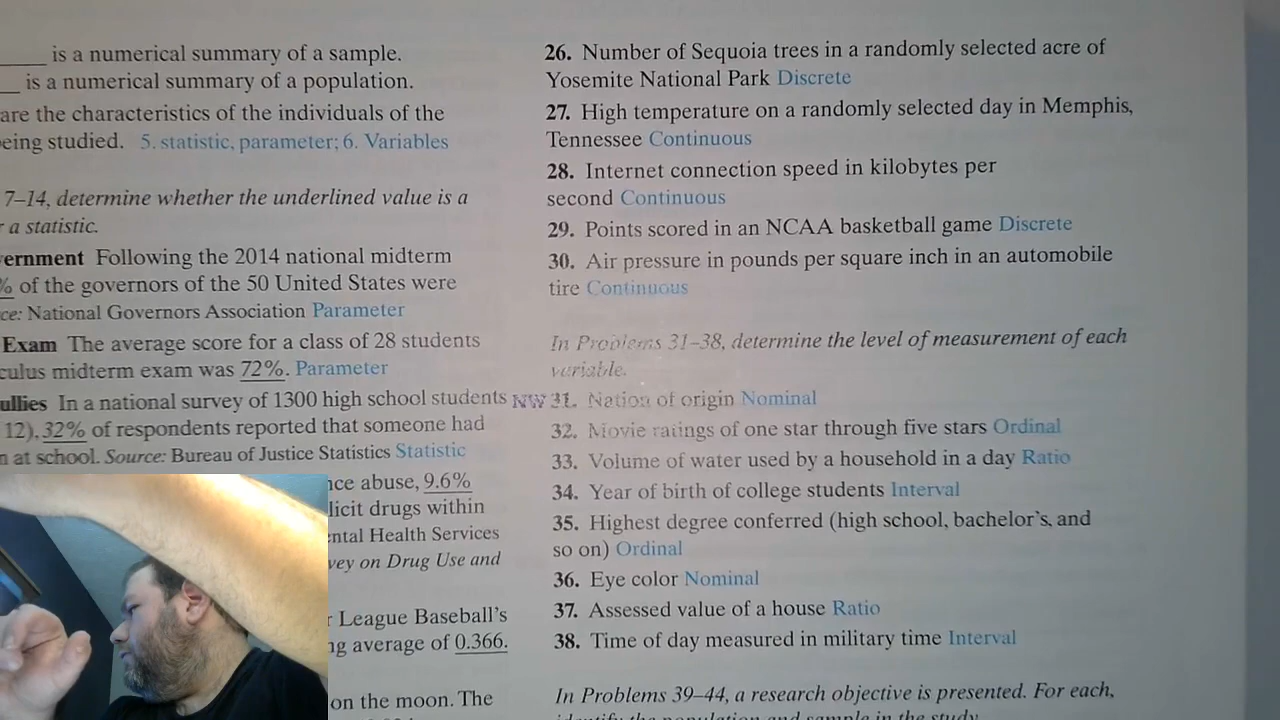 is a numerical summary of a sample.
is a numerical summary of a population.
are the characteristics of the individuals of the
eing studied. 5. statistic, parameter; 6. Variables
7–14, determine whether the underlined value is a
a statistic.
ernment Following the 2014 national midterm
% of the governors of the 50 United States were
ce: National Governors Association Parameter
Exam The average score for a class of 28 students
culus midterm exam was 72%. Parameter
ullies In a national survey of 1300 high school students
12), 32% of respondents reported that someone had
n at school. Source: Bureau of Justice Statistics Statistic
nce abuse, 9.6%
licit drugs within
ental Health Services
vey on Drug Use and
r League Baseball's
ng average of 0.366.
on the moon. The
26. Number of Sequoia trees in a randomly selected acre of
Yosemite National Park Discrete
27. High temperature on a randomly selected day in Memphis,
Tennessee Continuous
28. Internet connection speed in kilobytes per
second Continuous
29. Points scored in an NCAA basketball game Discrete
30. Air pressure in pounds per square inch in an automobile
tire Continuous
In Problems 31–38, determine the level of measurement of each
variable.
NW 31. Nation of origin Nominal
32. Movie ratings of one star through five stars Ordinal
33. Volume of water used by a household in a day Ratio
34. Year of birth of college students Interval
35. Highest degree conferred (high school, bachelor's, and
so on) Ordinal
36. Eye color Nominal
37. Assessed value of a house Ratio
38. Time of day measured in military time Interval
In Problems 39–44, a research objective is presented. For each,
identify the population and sample in the study.